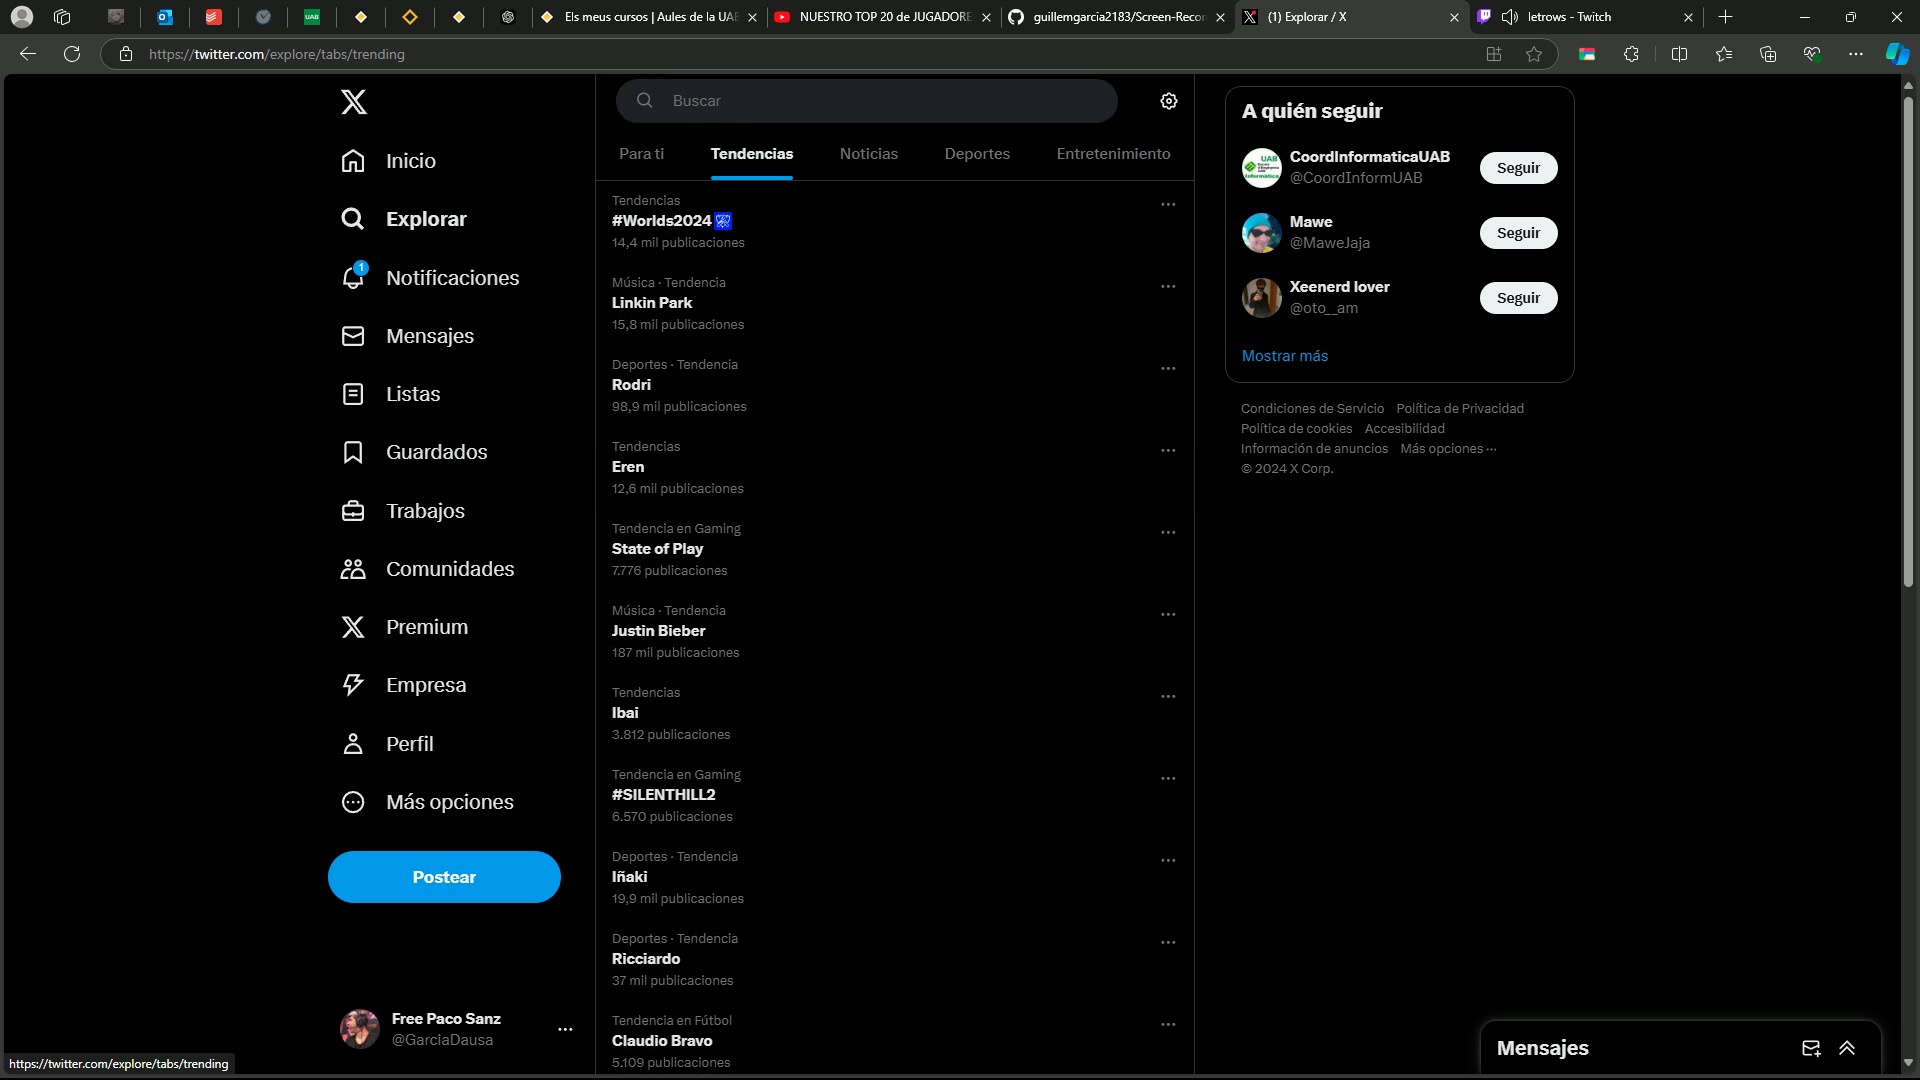 Els meus cursos | Aules de la UAB
NUESTRO TOP 20 de JUGADORE
guillemgarcia2183/Screen-Recor
(1) Explorar / X
letrows - Twitch
https://twitter.com/explore/tabs/trending
Inicio
Explorar
1
Notificaciones
Mensajes
Listas
Guardados
Trabajos
Comunidades
Premium
Empresa
Perfil
Más opciones
Postear
Free Paco Sanz
@GarciaDausa
https://twitter.com/explore/tabs/trending
Buscar
Para ti
Tendencias
Noticias
Deportes
Entretenimiento
Tendencias
#Worlds2024
14,4 mil publicaciones
Música · Tendencia
Linkin Park
15,8 mil publicaciones
Deportes · Tendencia
Rodri
98,9 mil publicaciones
Tendencias
Eren
12,6 mil publicaciones
Tendencia en Gaming
State of Play
7.776 publicaciones
Música · Tendencia
Justin Bieber
187 mil publicaciones
Tendencias
Ibai
3.812 publicaciones
Tendencia en Gaming
#SILENTHILL2
6.570 publicaciones
Deportes · Tendencia
Iñaki
19,9 mil publicaciones
Deportes · Tendencia
Ricciardo
37 mil publicaciones
Tendencia en Fútbol
Claudio Bravo
5.109 publicaciones
A quién seguir
UAB
Informàtica
CoordInformaticaUAB
@CoordInformUAB
Seguir
Mawe
@MaweJaja
Seguir
Xeenerd lover
@oto__am
Seguir
Mostrar más
Condiciones de Servicio Política de Privacidad
Política de cookies Accesibilidad
Información de anuncios Más opciones ···
© 2024 X Corp.
Mensajes